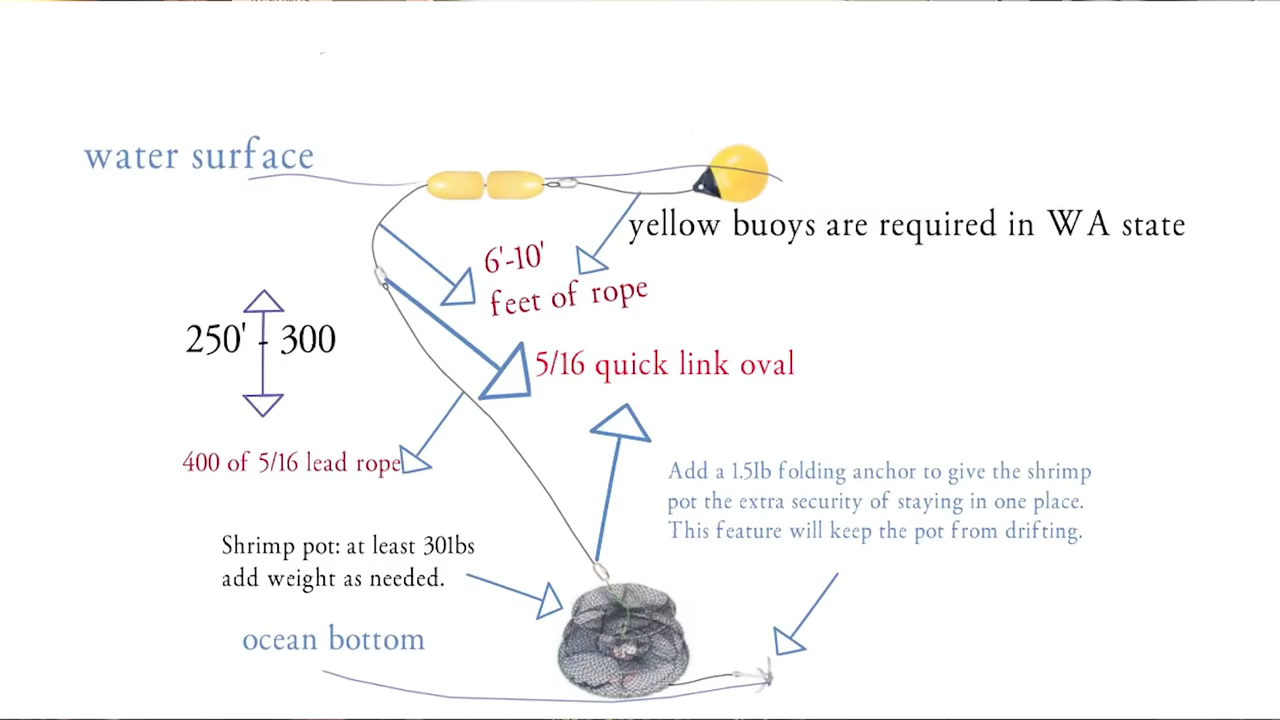 water surface
yellow buoys are required in WA state
6'-10'
feet of rope
250' - 300
5/16 quick link oval
400 of 5/16 lead rope
Add a 1.5Ib folding anchor to give the shrimp
pot the extra security of staying in one place.
This feature will keep the pot from drifting.
Shrimp pot: at least 30lbs
add weight as needed.
ocean bottom